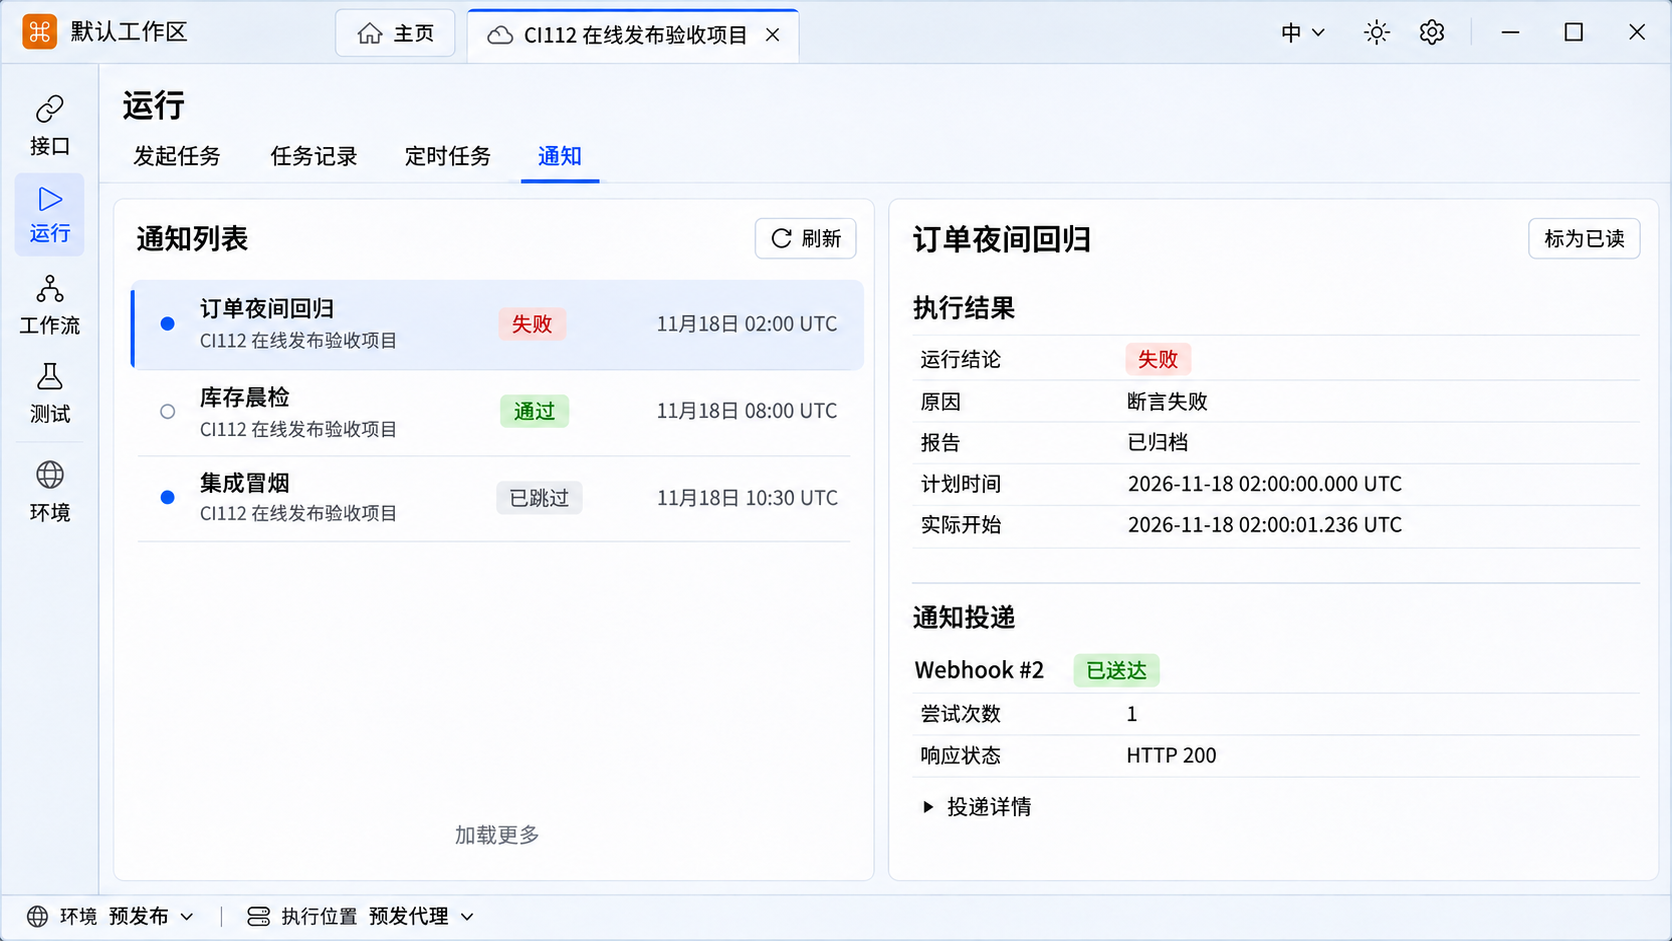 默认工作区
主页
CI112 在线发布验收项目
中
接口
运行
工作流
测试
环境
运行
发起任务 任务记录 定时任务 通知
通知列表
刷新
订单夜间回归
CI112 在线发布验收项目
失败
11月18日 02:00 UTC
库存晨检
CI112 在线发布验收项目
通过
11月18日 08:00 UTC
集成冒烟
CI112 在线发布验收项目
已跳过
11月18日 10:30 UTC
加载更多
订单夜间回归
标为已读
执行结果
运行结论 失败
原因 断言失败
报告 已归档
计划时间 2026-11-18 02:00:00.000 UTC
实际开始 2026-11-18 02:00:01.236 UTC
通知投递
Webhook #2 已送达
尝试次数 1
响应状态 HTTP 200
投递详情
环境 预发布 执行位置 预发代理